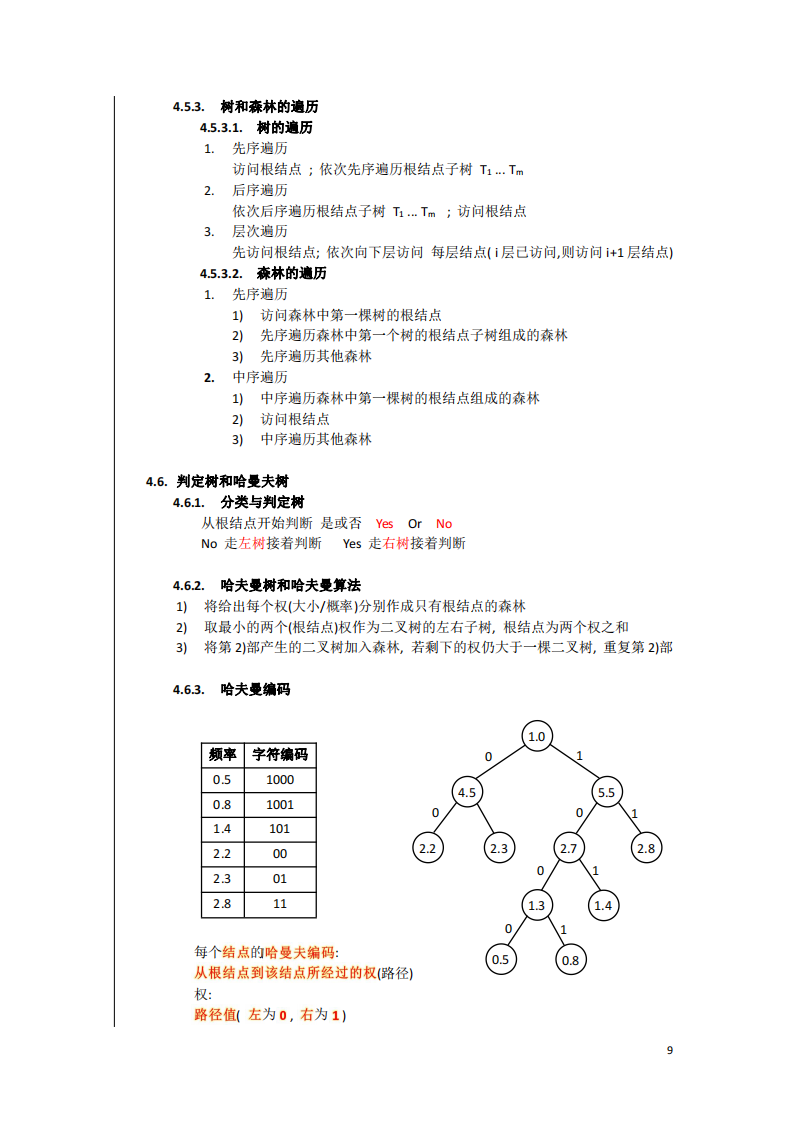 4.5.3. 树和森林的遍历
4.5.3.1. 树的遍历
1. 先序遍历
访问根结点 ; 依次先序遍历根结点子树 T₁ ... Tₘ
2. 后序遍历
依次后序遍历根结点子树 T₁ ... Tₘ ; 访问根结点
3. 层次遍历
先访问根结点; 依次向下层访问 每层结点( i 层已访问,则访问 i+1 层结点)
4.5.3.2. 森林的遍历
1. 先序遍历
1) 访问森林中第一棵树的根结点
2) 先序遍历森林中第一个树的根结点子树组成的森林
3) 先序遍历其他森林
2. 中序遍历
1) 中序遍历森林中第一棵树的根结点组成的森林
2) 访问根结点
3) 中序遍历其他森林
4.6. 判定树和哈曼夫树
4.6.1. 分类与判定树
从根结点开始判断 是或否 Yes Or No
No 走左树接着判断 Yes 走右树接着判断
4.6.2. 哈夫曼树和哈夫曼算法
1) 将给出每个权(大小/概率)分别作成只有根结点的森林
2) 取最小的两个(根结点)权作为二叉树的左右子树, 根结点为两个权之和
3) 将第 2)部产生的二叉树加入森林, 若剩下的权仍大于一棵二叉树, 重复第 2)部
4.6.3. 哈夫曼编码
频率 字符编码
0.5 1000
0.8 1001
1.4 101
2.2 00
2.3 01
2.8 11
1.0
0 1
4.5 5.5
0 0 1
2.2 2.3 2.7 2.8
0 1
1.3 1.4
0 1
0.5 0.8
每个结点的哈曼夫编码:
从根结点到该结点所经过的权(路径)
权:
路径值( 左为 0 , 右为 1 )
9